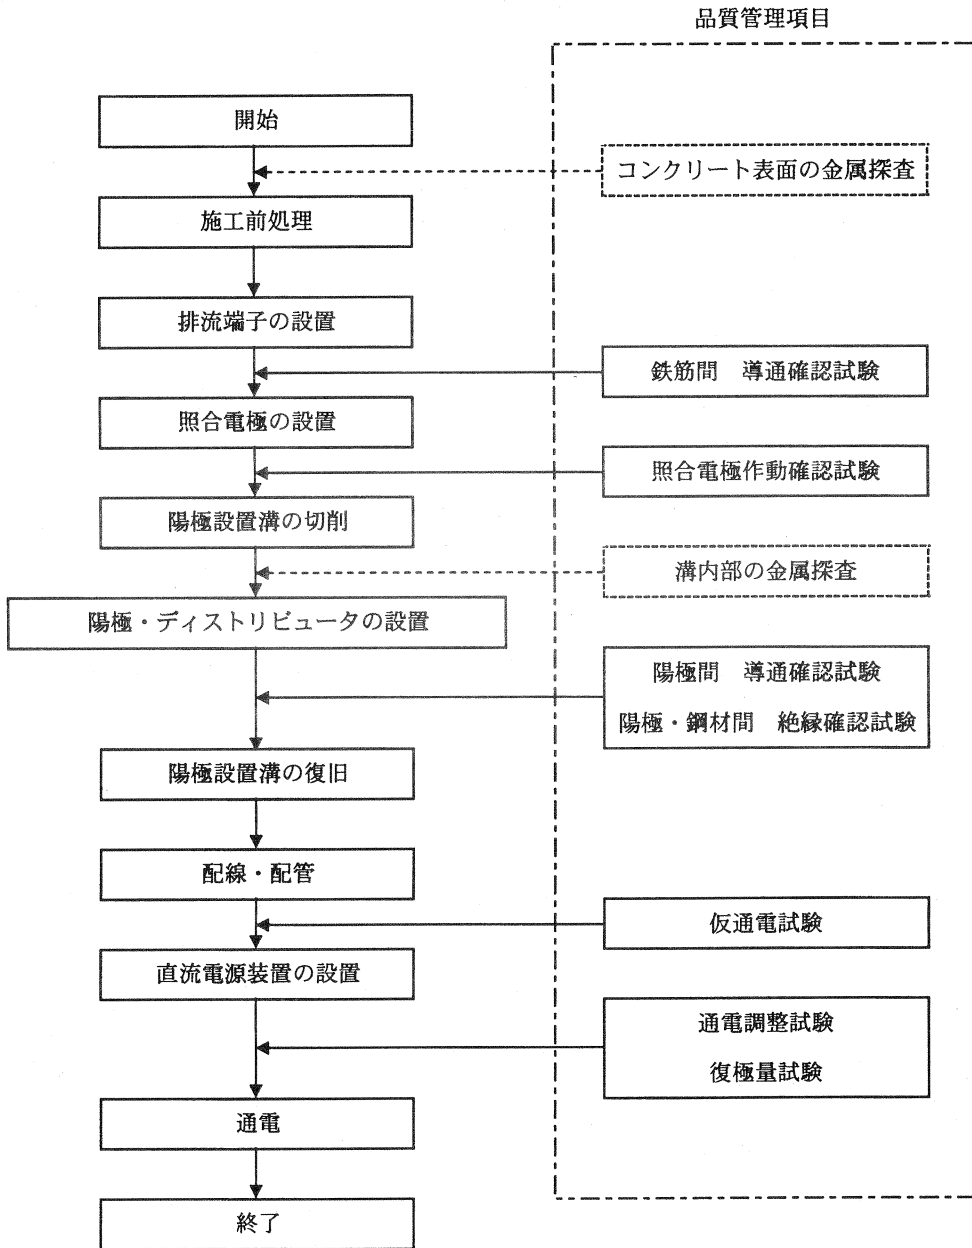 品質管理項目
開始
コンクリート表面の金属探査
施工前処理
排流端子の設置
鉄筋間　導通確認試験
照合電極の設置
照合電極作動確認試験
陽極設置溝の切削
溝内部の金属探査
陽極・ディストリビュータの設置
陽極間　導通確認試験
陽極・鋼材間　絶縁確認試験
陽極設置溝の復旧
配線・配管
仮通電試験
直流電源装置の設置
通電調整試験
復極量試験
通電
終了